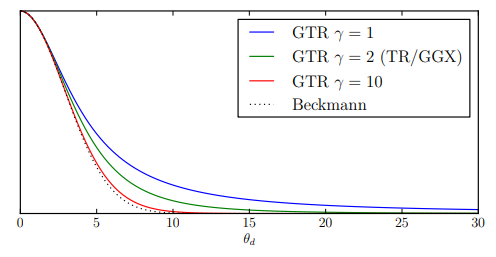 GTR γ = 1
GTR γ = 2 (TR/GGX)
GTR γ = 10
Beckmann
0 5 10 15 20 25 30
θd